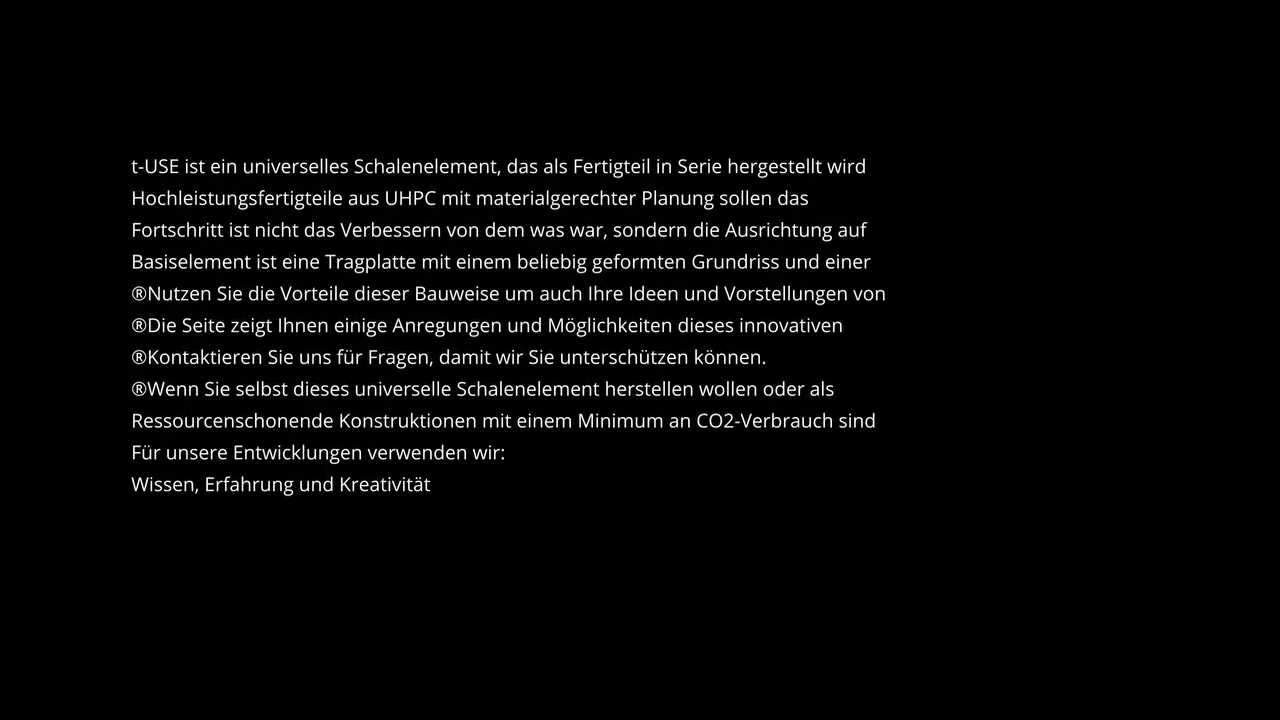 t-USE ist ein universelles Schalenelement, das als Fertigteil in Serie hergestellt wird
Hochleistungsfertigteile aus UHPC mit materialgerechter Planung sollen das
Fortschritt ist nicht das Verbessern von dem was war, sondern die Ausrichtung auf
Basiselement ist eine Tragplatte mit einem beliebig geformten Grundriss und einer
®Nutzen Sie die Vorteile dieser Bauweise um auch Ihre Ideen und Vorstellungen von
®Die Seite zeigt Ihnen einige Anregungen und Möglichkeiten dieses innovativen
®Kontaktieren Sie uns für Fragen, damit wir Sie unterschützen können.
®Wenn Sie selbst dieses universelle Schalenelement herstellen wollen oder als
Ressourcenschonende Konstruktionen mit einem Minimum an CO2-Verbrauch sind
Für unsere Entwicklungen verwenden wir:
Wissen, Erfahrung und Kreativität